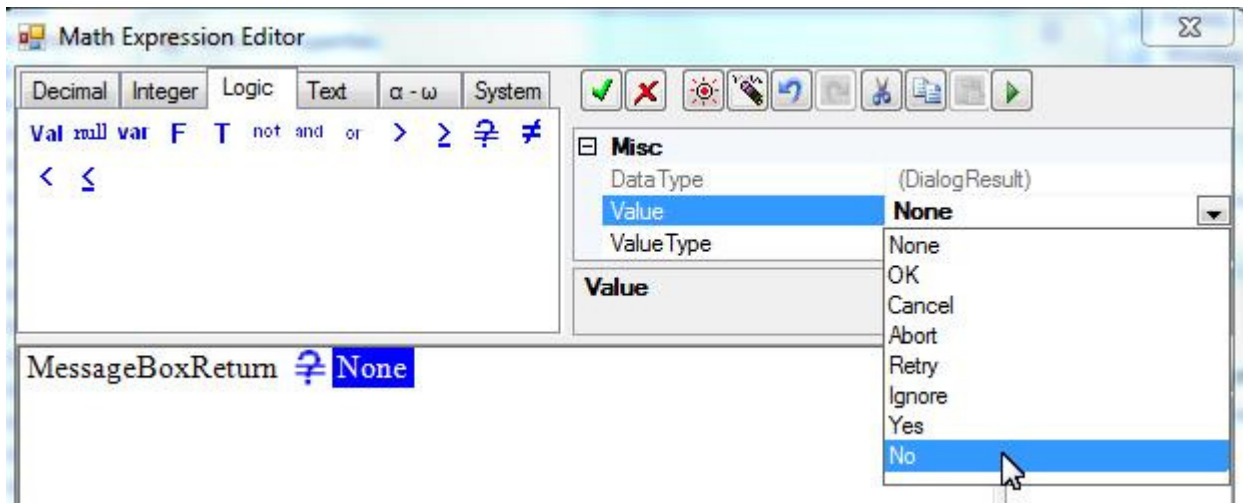 Math Expression Editor
Decimal Integer Logic Text α - ω System
Val null var F T not and or > ≥ ≟ ≠
< ≤
Misc
DataType (DialogResult)
Value None
ValueType
None
OK
Cancel
Abort
Retry
Ignore
Yes
No
Value
MessageBoxReturn ≟ None